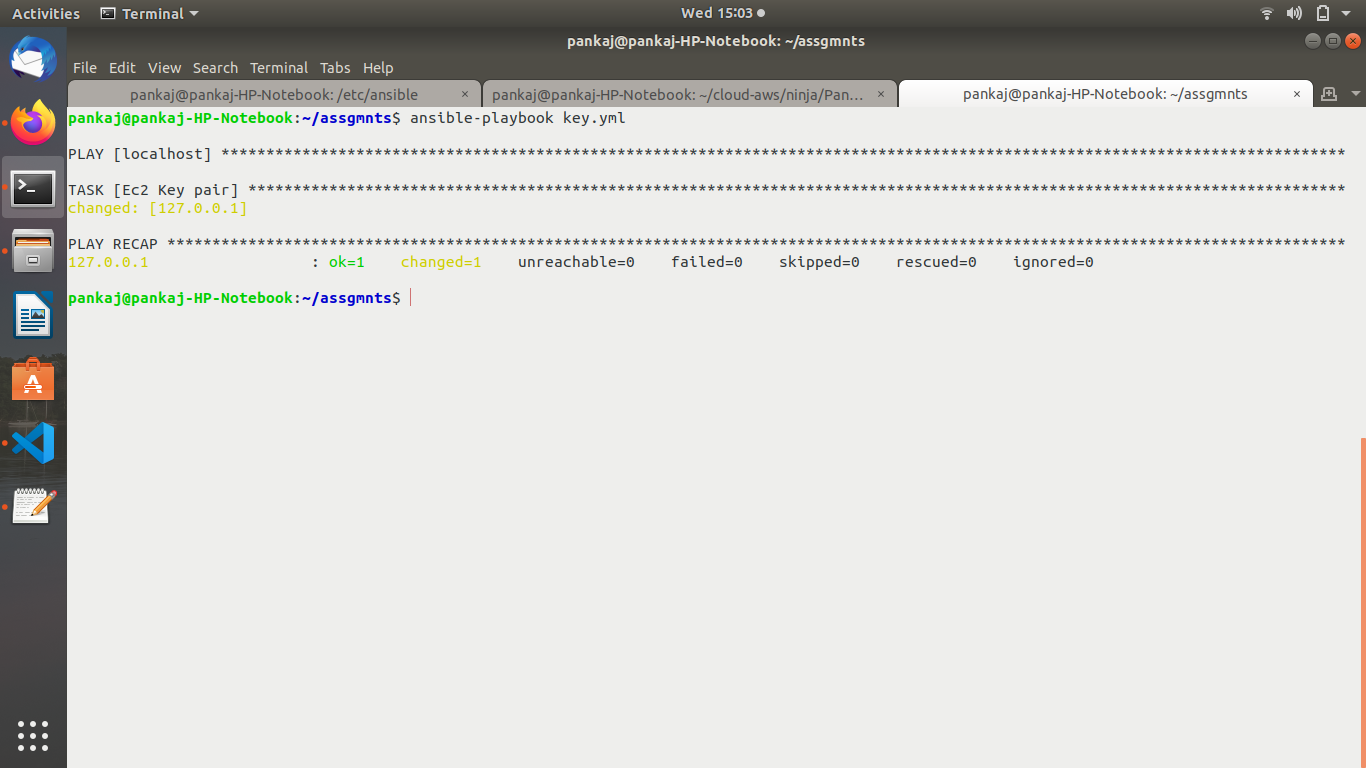 Activities Terminal Wed 15:03
pankaj@pankaj-HP-Notebook: ~/assgmnts
File Edit View Search Terminal Tabs Help
pankaj@pankaj-HP-Notebook: /etc/ansible × pankaj@pankaj-HP-Notebook: ~/cloud-aws/ninja/Pan... × pankaj@pankaj-HP-Notebook: ~/assgmnts ×
pankaj@pankaj-HP-Notebook:~/assgmnts$ ansible-playbook key.yml
PLAY [localhost] *****************************************************************************************************************************
TASK [Ec2 Key pair] **************************************************************************************************************************
changed: [127.0.0.1]
PLAY RECAP ***********************************************************************************************************************************
127.0.0.1                  : ok=1    changed=1    unreachable=0    failed=0    skipped=0    rescued=0    ignored=0
pankaj@pankaj-HP-Notebook:~/assgmnts$